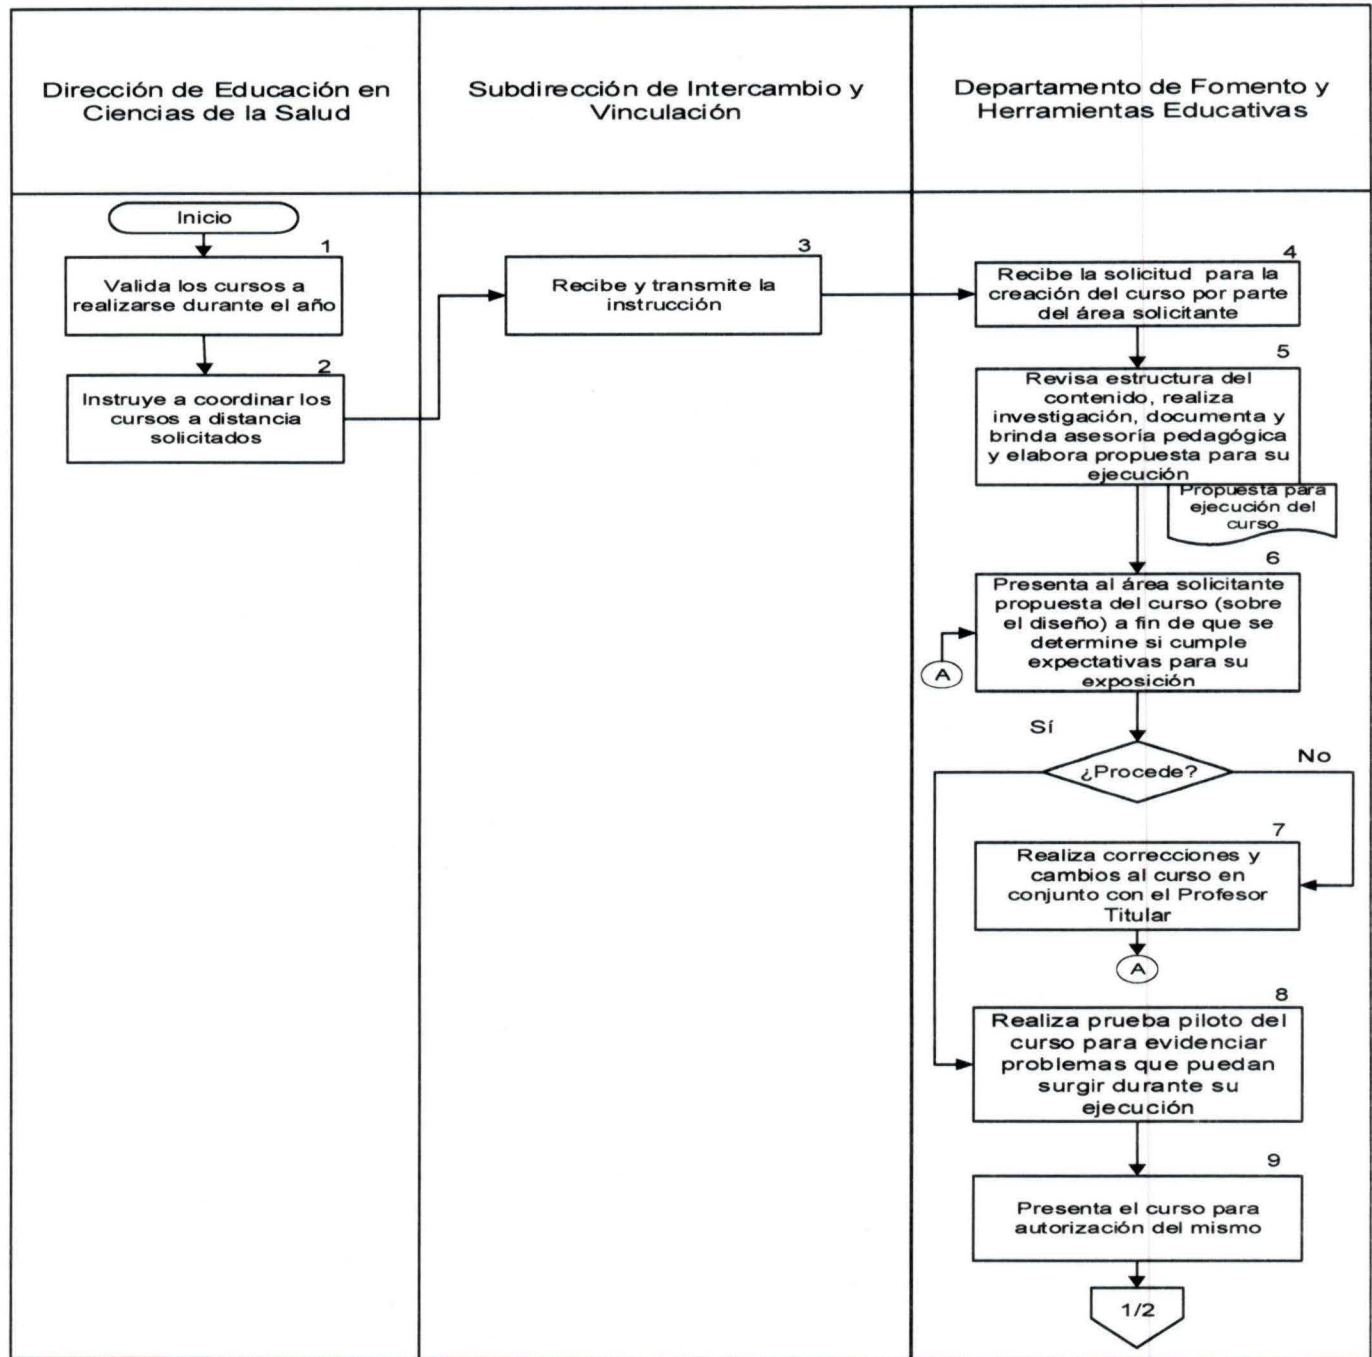 Dirección de Educación en
Ciencias de la Salud
Subdirección de Intercambio y
Vinculación
Departamento de Fomento y
Herramientas Educativas
Inicio
1
Valida los cursos a
realizarse durante el año
2
Instruye a coordinar los
cursos a distancia
solicitados
3
Recibe y transmite la
instrucción
4
Recibe la solicitud para la
creación del curso por parte
del área solicitante
5
Revisa estructura del
contenido, realiza
investigación, documenta y
brinda asesoría pedagógica
y elabora propuesta para su
ejecución
Propuesta para
ejecución del
curso
6
Presenta al área solicitante
propuesta del curso (sobre
el diseño) a fin de que se
determine si cumple
expectativas para su
exposición
A
Sí
¿Procede?
No
7
Realiza correcciones y
cambios al curso en
conjunto con el Profesor
Titular
A
8
Realiza prueba piloto del
curso para evidenciar
problemas que puedan
surgir durante su
ejecución
9
Presenta el curso para
autorización del mismo
1/2